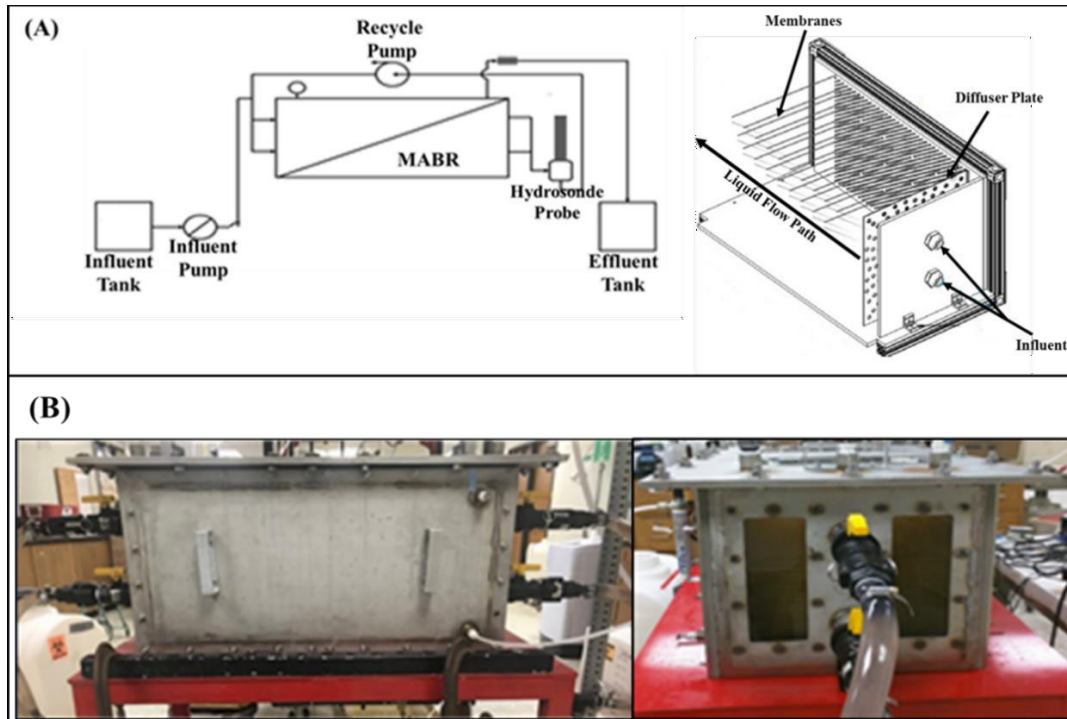 (A)
Recycle
Pump
MABR
Hydrosonde
Probe
Influent
Pump
Influent
Tank
Effluent
Tank
Membranes
Diffuser Plate
Liquid Flow Path
Influent
(B)